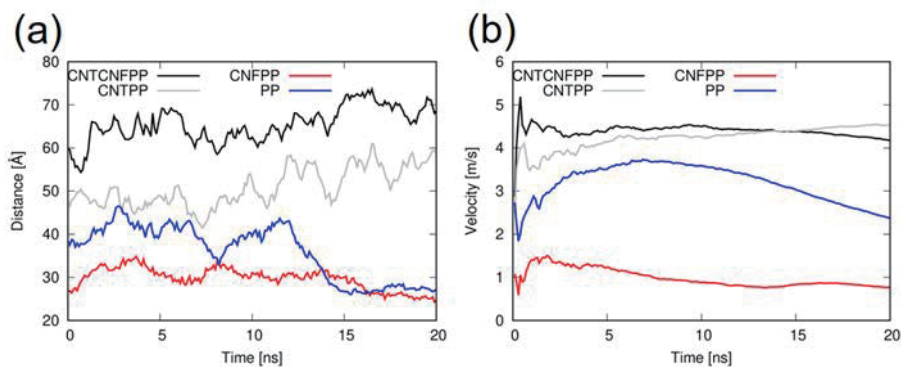 (a)
80
70
60
50
40
30
20
Distance [Å]
CNTCNFPP CNFPP
CNTPP PP
0 5 10 15 20
Time [ns]
(b)
6
5
4
3
2
1
0
Velocity [m/s]
CNTCNFPP CNFPP
CNTPP PP
0 5 10 15 20
Time [ns]